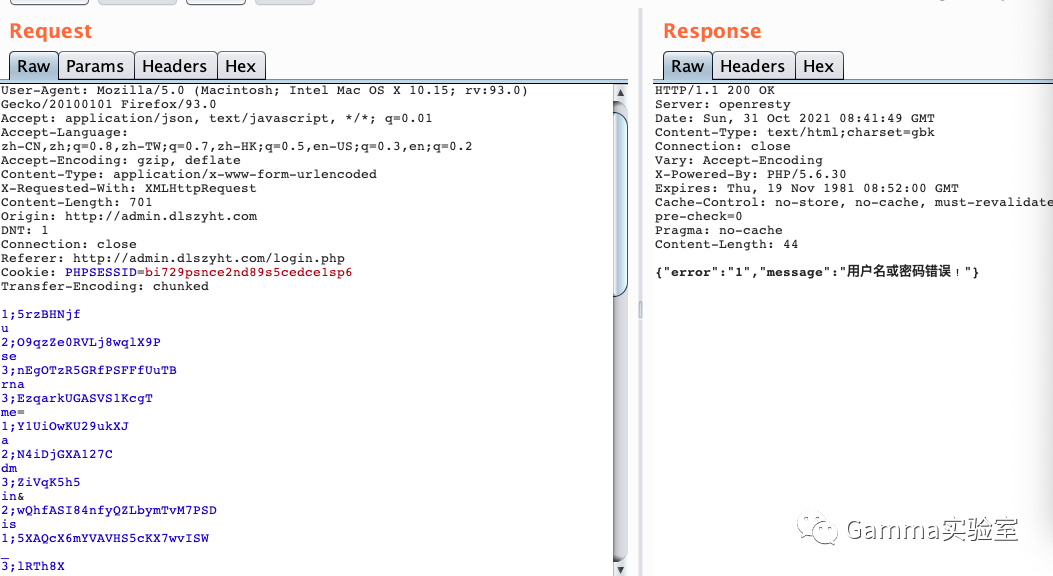 Request
Raw Params Headers Hex
User-Agent: Mozilla/5.0 (Macintosh; Intel Mac OS X 10.15; rv:93.0)
Gecko/20100101 Firefox/93.0
Accept: application/json, text/javascript, */*; q=0.01
Accept-Language:
zh-CN,zh;q=0.8,zh-TW;q=0.7,zh-HK;q=0.5,en-US;q=0.3,en;q=0.2
Accept-Encoding: gzip, deflate
Content-Type: application/x-www-form-urlencoded
X-Requested-With: XMLHttpRequest
Content-Length: 701
Origin: http://admin.dlszyht.com
DNT: 1
Connection: close
Referer: http://admin.dlszyht.com/login.php
Cookie: PHPSESSID=bi729psnce2nd89s5cedce1sp6
Transfer-Encoding: chunked
1;5rzBHNjf
u
2;O9qzZe0RVLj8wqlX9P
se
3;nEgOTzR5GRfPSFFfUuTB
rna
3;EzqarkUGASVS1KcgT
me=
1;Y1UiOwKU29ukXJ
a
2;N4iDjGXA127C
dm
3;ZiVqK5h5
in&
2;wQhfASI84nfyQZLbymTvM7PSD
is
1;5XAQcX6mYVAVHS5cKX7wvISW
_
3;lRTh8X
Response
Raw Headers Hex
HTTP/1.1 200 OK
Server: openresty
Date: Sun, 31 Oct 2021 08:41:49 GMT
Content-Type: text/html;charset=gbk
Connection: close
Vary: Accept-Encoding
X-Powered-By: PHP/5.6.30
Expires: Thu, 19 Nov 1981 08:52:00 GMT
Cache-Control: no-store, no-cache, must-revalidate
pre-check=0
Pragma: no-cache
Content-Length: 44
{"error":"1","message":"用户名或密码错误！"}
Gamma实验室